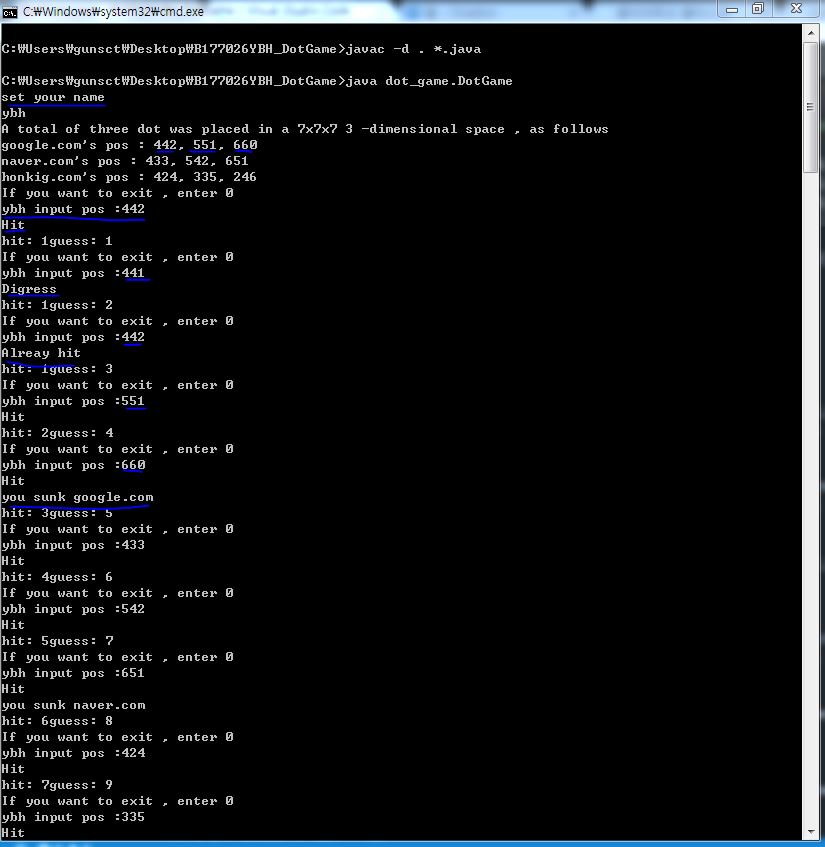 C:\Windows\system32\cmd.exe
C:₩Users₩gunsct₩Desktop₩B177026YBH_DotGame>javac -d . *.java
C:₩Users₩gunsct₩Desktop₩B177026YBH_DotGame>java dot_game.DotGame
set your name
ybh
A total of three dot was placed in a 7x7x7 3 -dimensional space , as follows
google.com's pos : 442, 551, 660
naver.com's pos : 433, 542, 651
honkig.com's pos : 424, 335, 246
If you want to exit , enter 0
ybh input pos :442
Hit
hit: 1guess: 1
If you want to exit , enter 0
ybh input pos :441
Digress
hit: 1guess: 2
If you want to exit , enter 0
ybh input pos :442
Alreay hit
hit: 1guess: 3
If you want to exit , enter 0
ybh input pos :551
Hit
hit: 2guess: 4
If you want to exit , enter 0
ybh input pos :660
Hit
you sunk google.com
hit: 3guess: 5
If you want to exit , enter 0
ybh input pos :433
Hit
hit: 4guess: 6
If you want to exit , enter 0
ybh input pos :542
Hit
hit: 5guess: 7
If you want to exit , enter 0
ybh input pos :651
Hit
you sunk naver.com
hit: 6guess: 8
If you want to exit , enter 0
ybh input pos :424
Hit
hit: 7guess: 9
If you want to exit , enter 0
ybh input pos :335
Hit